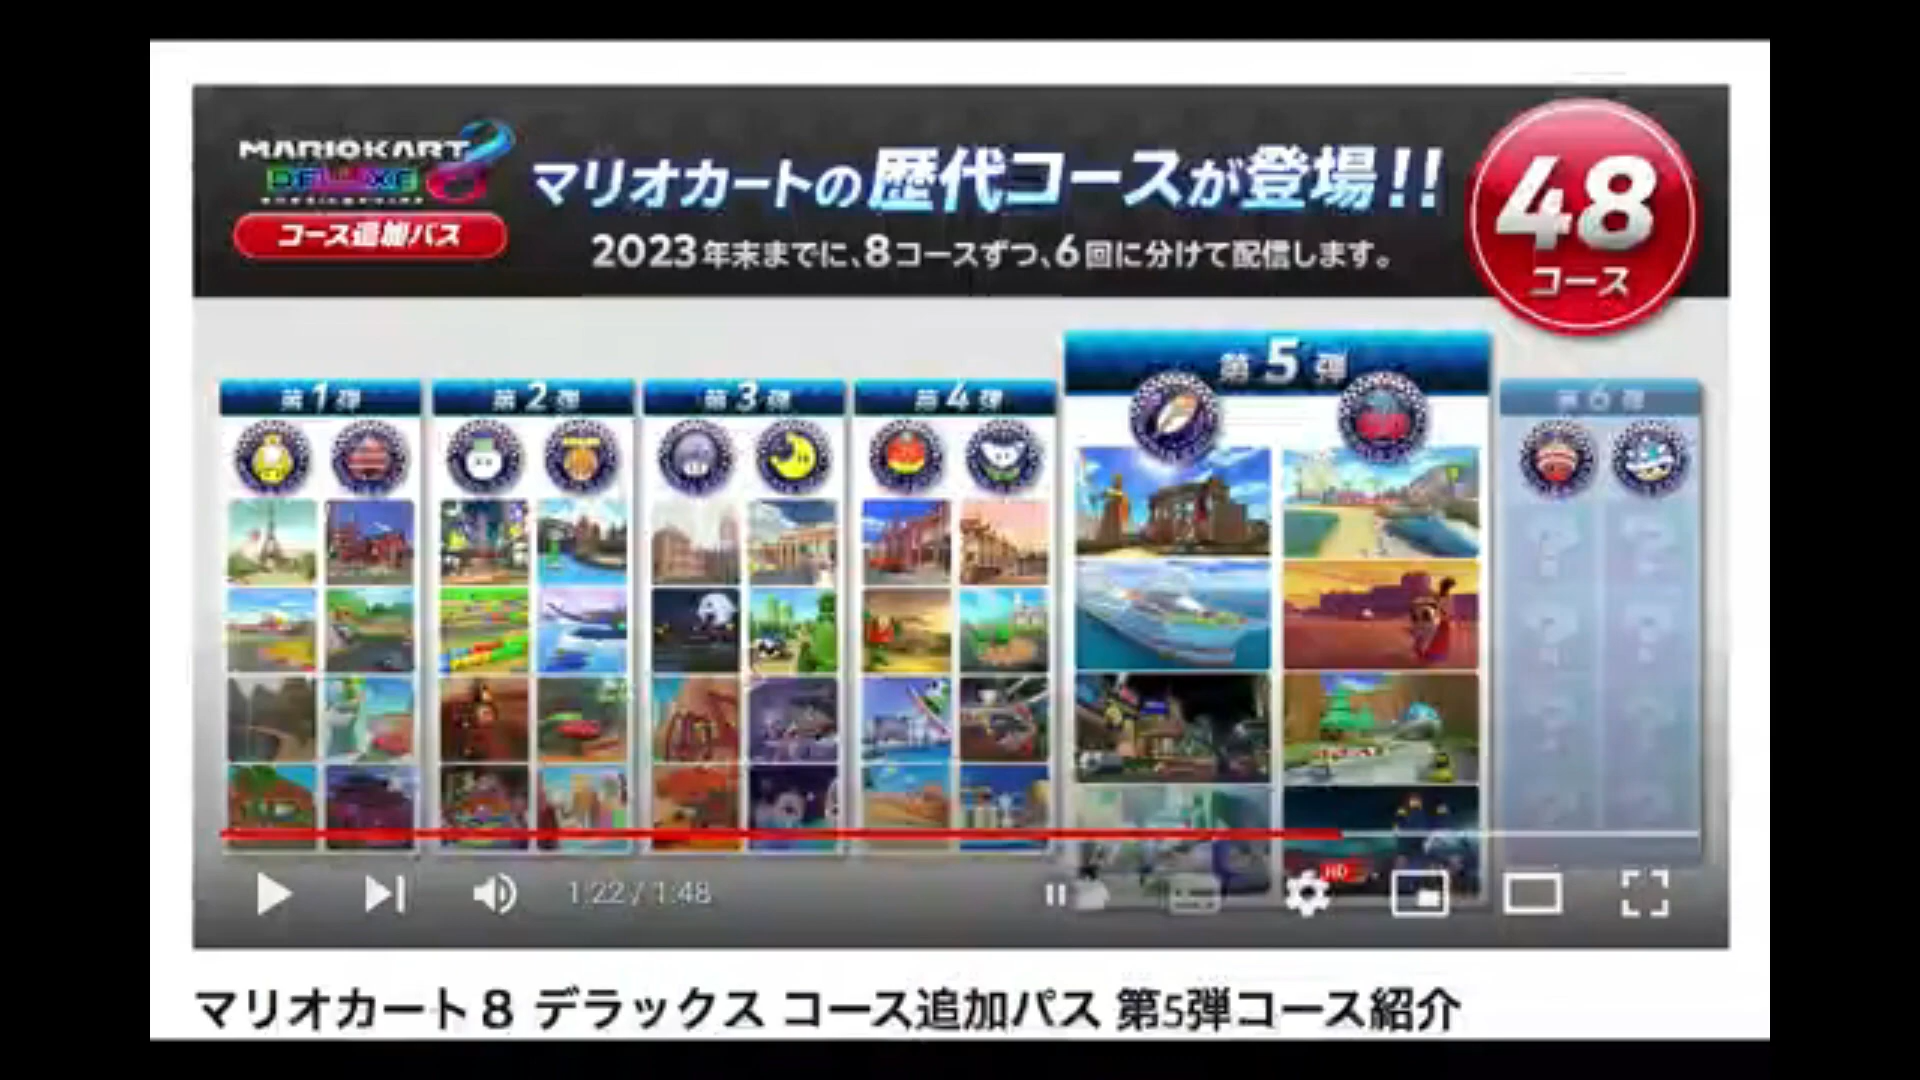 MARIOKART 8
DELUXE
コース追加パス
マリオカートの歴代コースが登場!!
2023年末までに、8コースずつ、6回に分けて配信します。
48
コース
第1弾
第2弾
第3弾
第4弾
第5弾
第6弾
1:22 / 1:48
HD
マリオカート8 デラックス コース追加パス 第5弾コース紹介